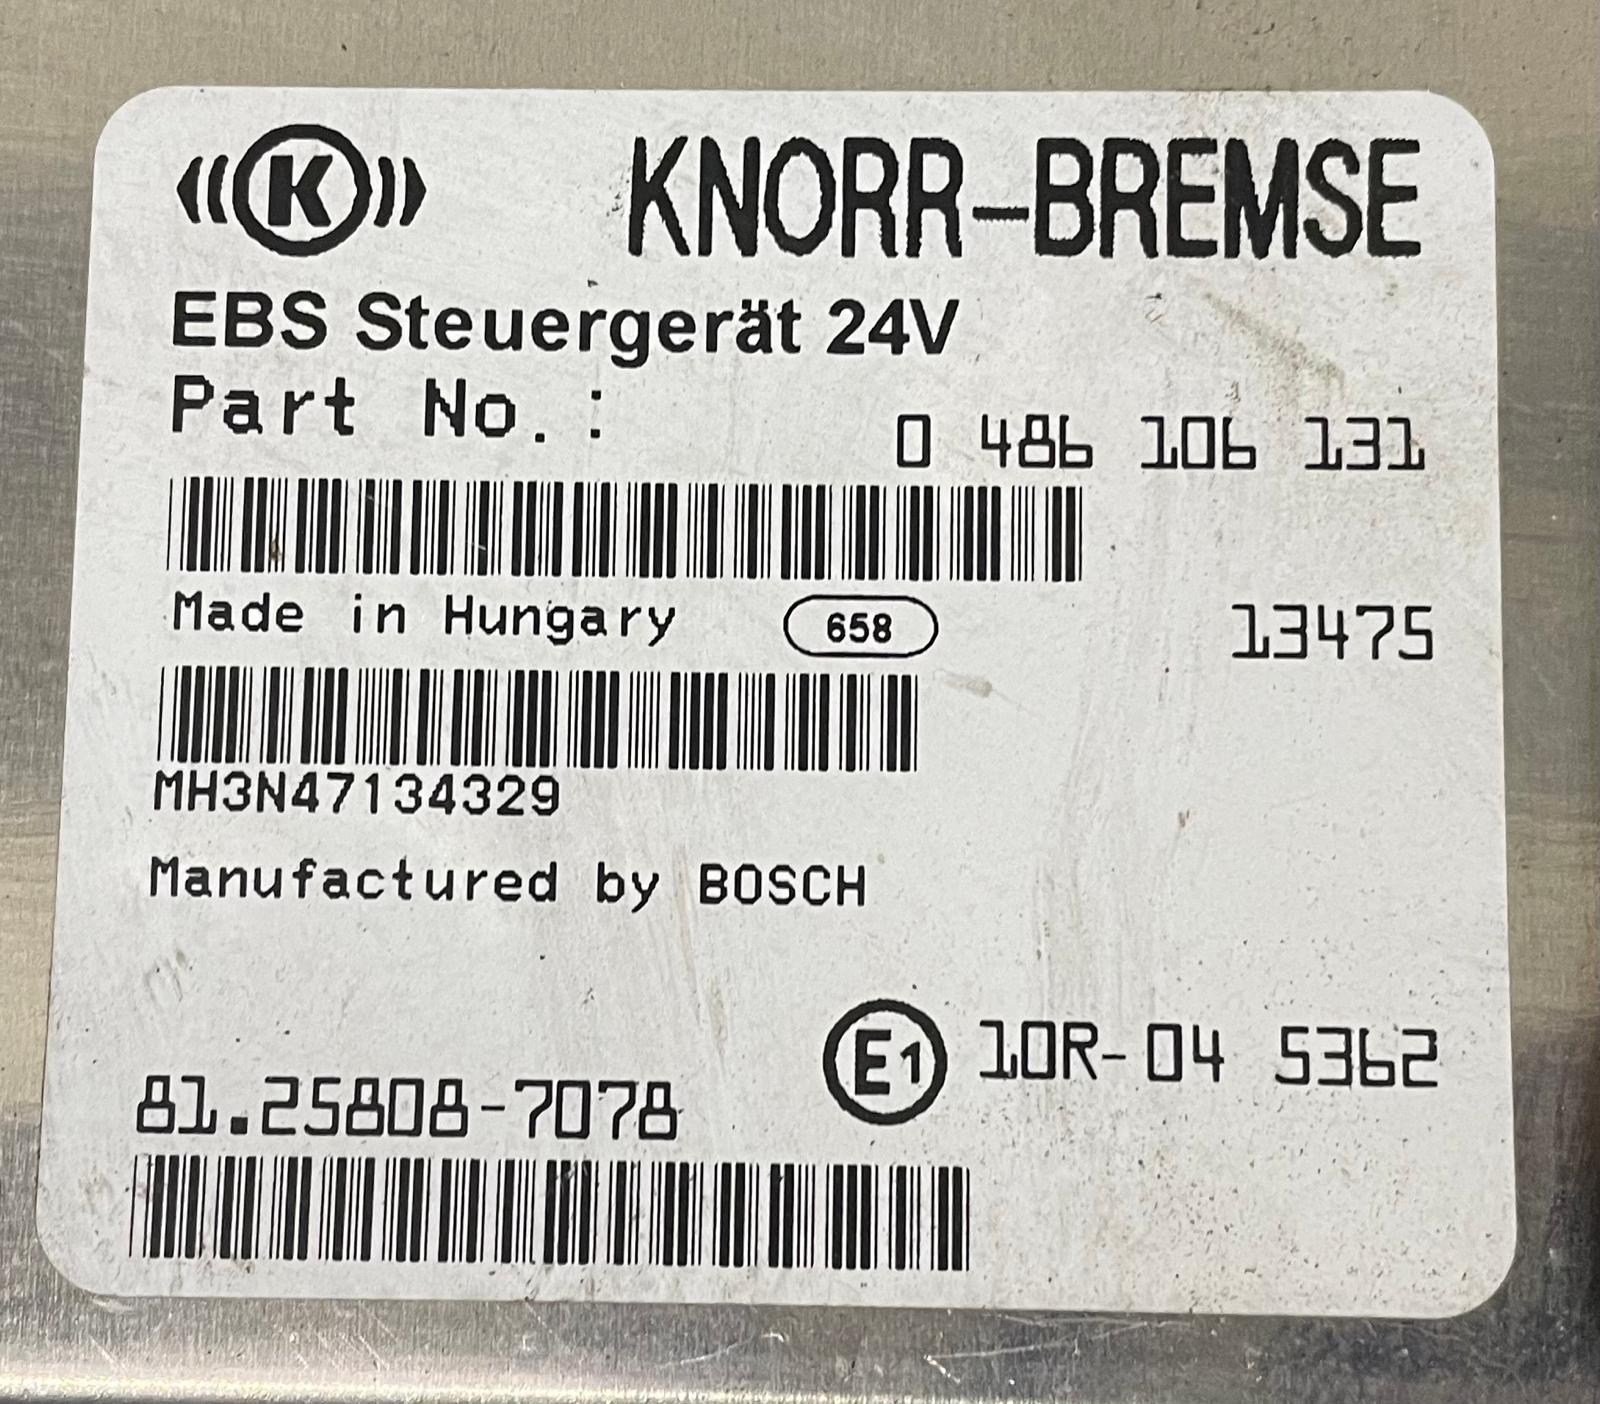 K KNORR-BREMSE
EBS Steuergerät 24V
Part No.: 0 486 106 131
Made in Hungary 658 13475
MH3N47134329
Manufactured by BOSCH
E1 10R-04 5362
81.25808-7078